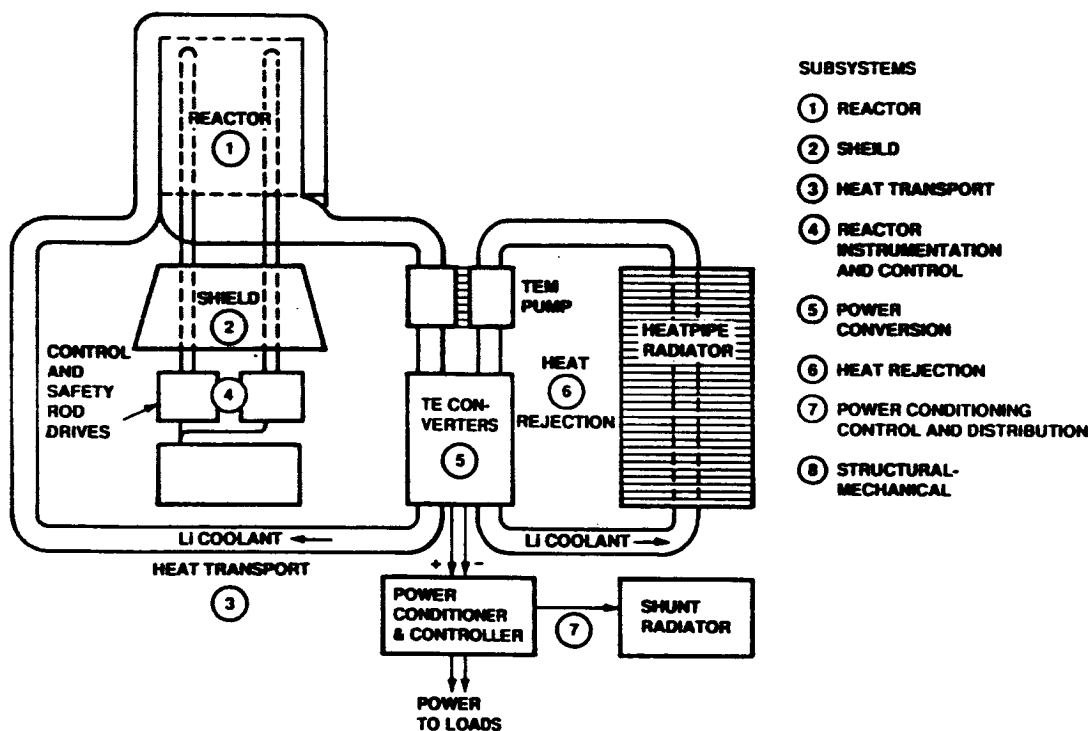 REACTOR
1
SHIELD
2
CONTROL
AND
SAFETY
ROD
DRIVES
4
TEM
PUMP
HEAT
6
REJECTION
HEATPIPE
RADIATOR
TE CON-
VERTERS
5
Li COOLANT
HEAT TRANSPORT
3
Li COOLANT
+ −
POWER
CONDITIONER
& CONTROLLER
7
SHUNT
RADIATOR
POWER
TO LOADS
SUBSYSTEMS
1 REACTOR
2 SHEILD
3 HEAT TRANSPORT
4 REACTOR
INSTRUMENTATION
AND CONTROL
5 POWER
CONVERSION
6 HEAT REJECTION
7 POWER CONDITIONING
CONTROL AND DISTRIBUTION
8 STRUCTURAL-
MECHANICAL